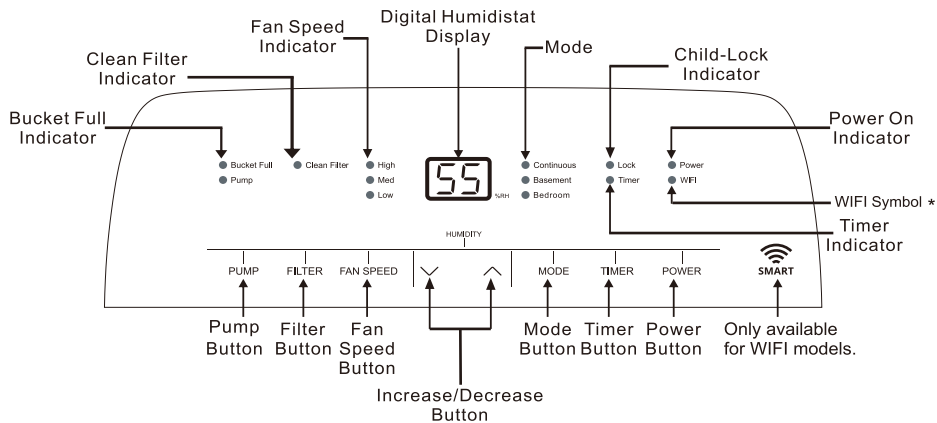 Digital Humidistat
Display
Fan Speed
Indicator
Mode
Child-Lock
Indicator
Clean Filter
Indicator
Bucket Full
Indicator
Power On
Indicator
Bucket Full
Pump
Clean Filter
High
Med
Low
55
%RH
Continuous
Basement
Bedroom
Lock
Timer
Power
WIFI
WIFI Symbol *
Timer
Indicator
HUMIDITY
PUMP
FILTER
FAN SPEED
MODE
TIMER
POWER
SMART
Pump
Button
Filter
Button
Fan
Speed
Button
Mode
Button
Timer
Button
Power
Button
Only available
for WIFI models.
Increase/Decrease
Button